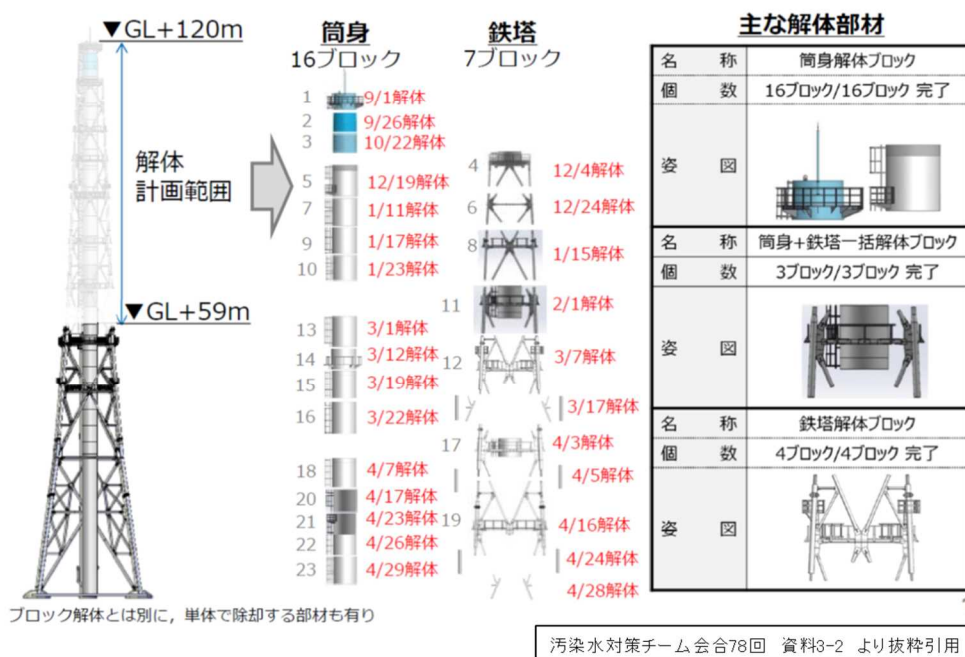 ▼GL+120m
解体
計画範囲
▼GL+59m
筒身
16ブロック
1 9/1解体
2 9/26解体
3 10/22解体
5 12/19解体
7 1/11解体
9 1/17解体
10 1/23解体
13 3/1解体
14 3/12解体
15 3/19解体
16 3/22解体
18 4/7解体
20 4/17解体
21 4/23解体
22 4/26解体
23 4/29解体
鉄塔
7ブロック
4 12/4解体
6 12/24解体
8 1/15解体
11 2/1解体
12 3/7解体
3/17解体
17 4/3解体
4/5解体
19 4/16解体
4/24解体
4/28解体
主な解体部材
名 称 筒身解体ブロック
個 数 16ブロック/16ブロック 完了
姿 図
名 称 筒身+鉄塔一括解体ブロック
個 数 3ブロック/3ブロック 完了
姿 図
名 称 鉄塔解体ブロック
個 数 4ブロック/4ブロック 完了
姿 図
ブロック解体とは別に，単体で除却する部材も有り
汚染水対策チーム会合78回 資料3-2 より抜粋引用